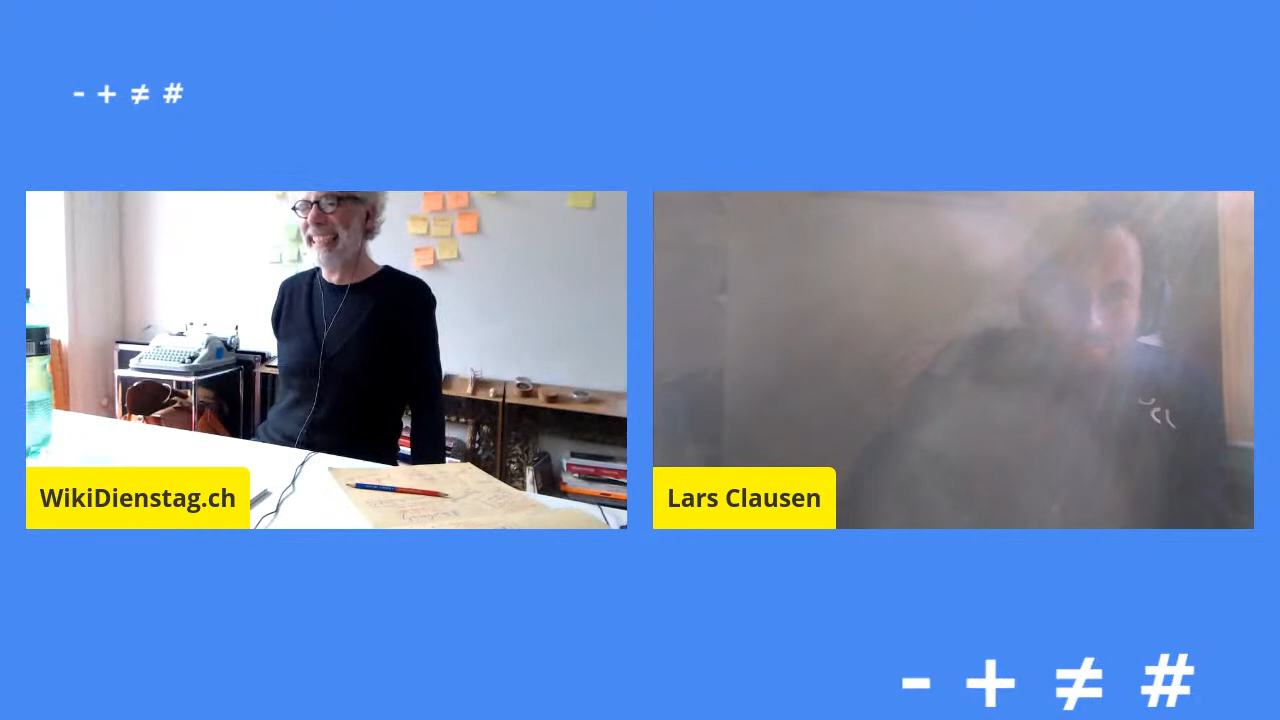 - + ≠ #
WikiDienstag.ch
Lars Clausen
- + ≠ #